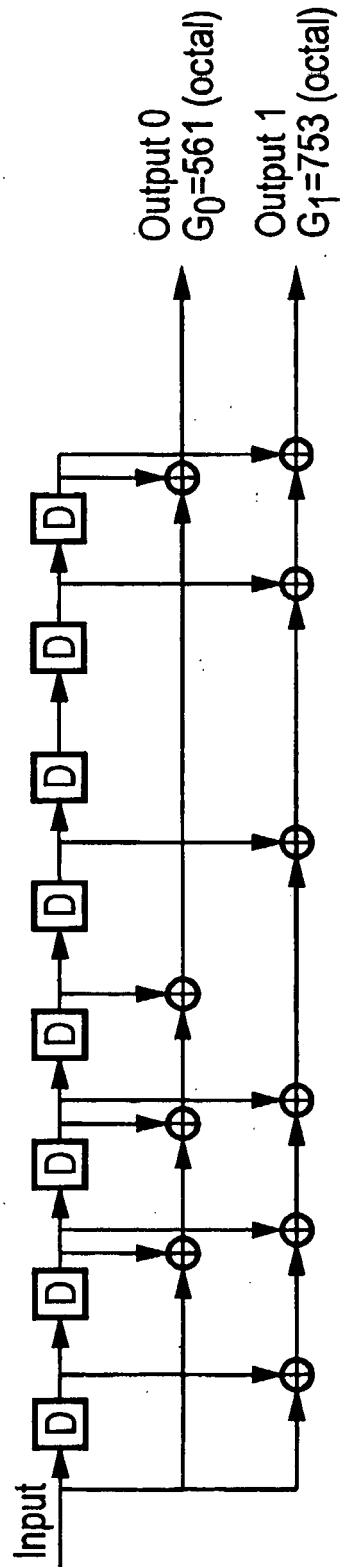 Input
D
D
D
D
D
D
D
D
Output 0
G0=561 (octal)
Output 1
G1=753 (octal)